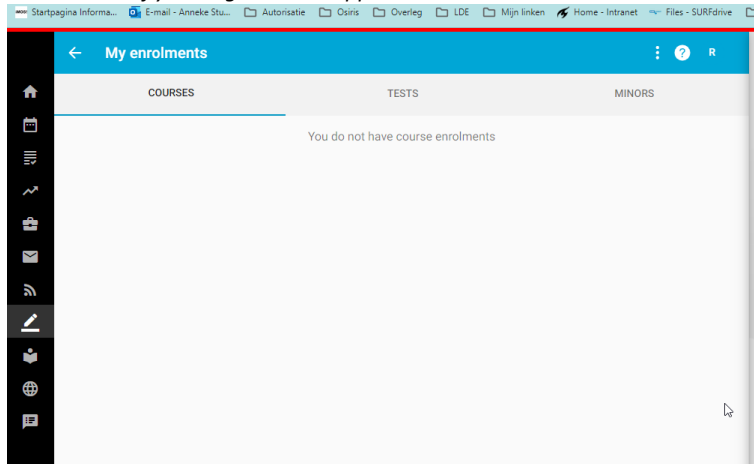 Startpagina Informa... E-mail - Anneke Stu... Autorisatie Osiris Overleg LDE Mijn linken Home - Intranet Files - SURFdrive
My enrolments R
COURSES TESTS MINORS
You do not have course enrolments